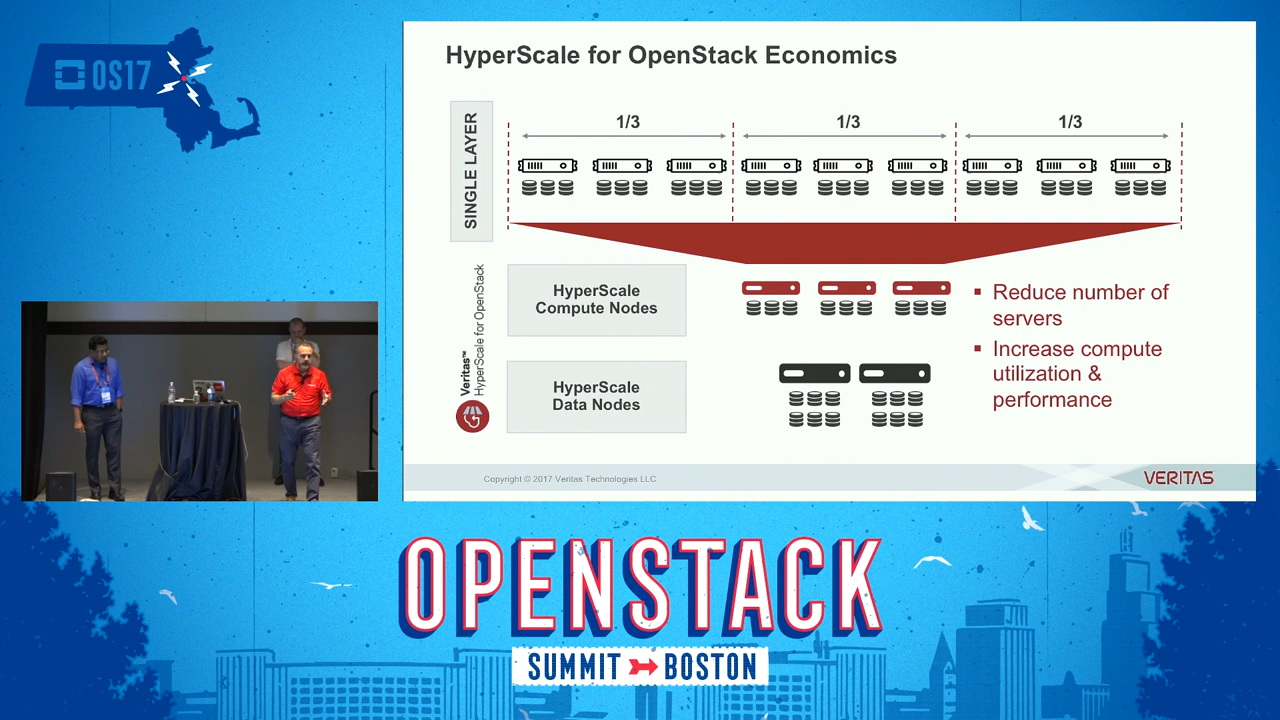 OS17
HyperScale for OpenStack Economics
SINGLE LAYER
1/3
1/3
1/3
Veritas™
HyperScale for OpenStack
HyperScale
Compute Nodes
HyperScale
Data Nodes
Reduce number of
servers
Increase compute
utilization &
performance
Copyright © 2017 Veritas Technologies LLC
VERITAS
OPENSTACK
SUMMIT BOSTON